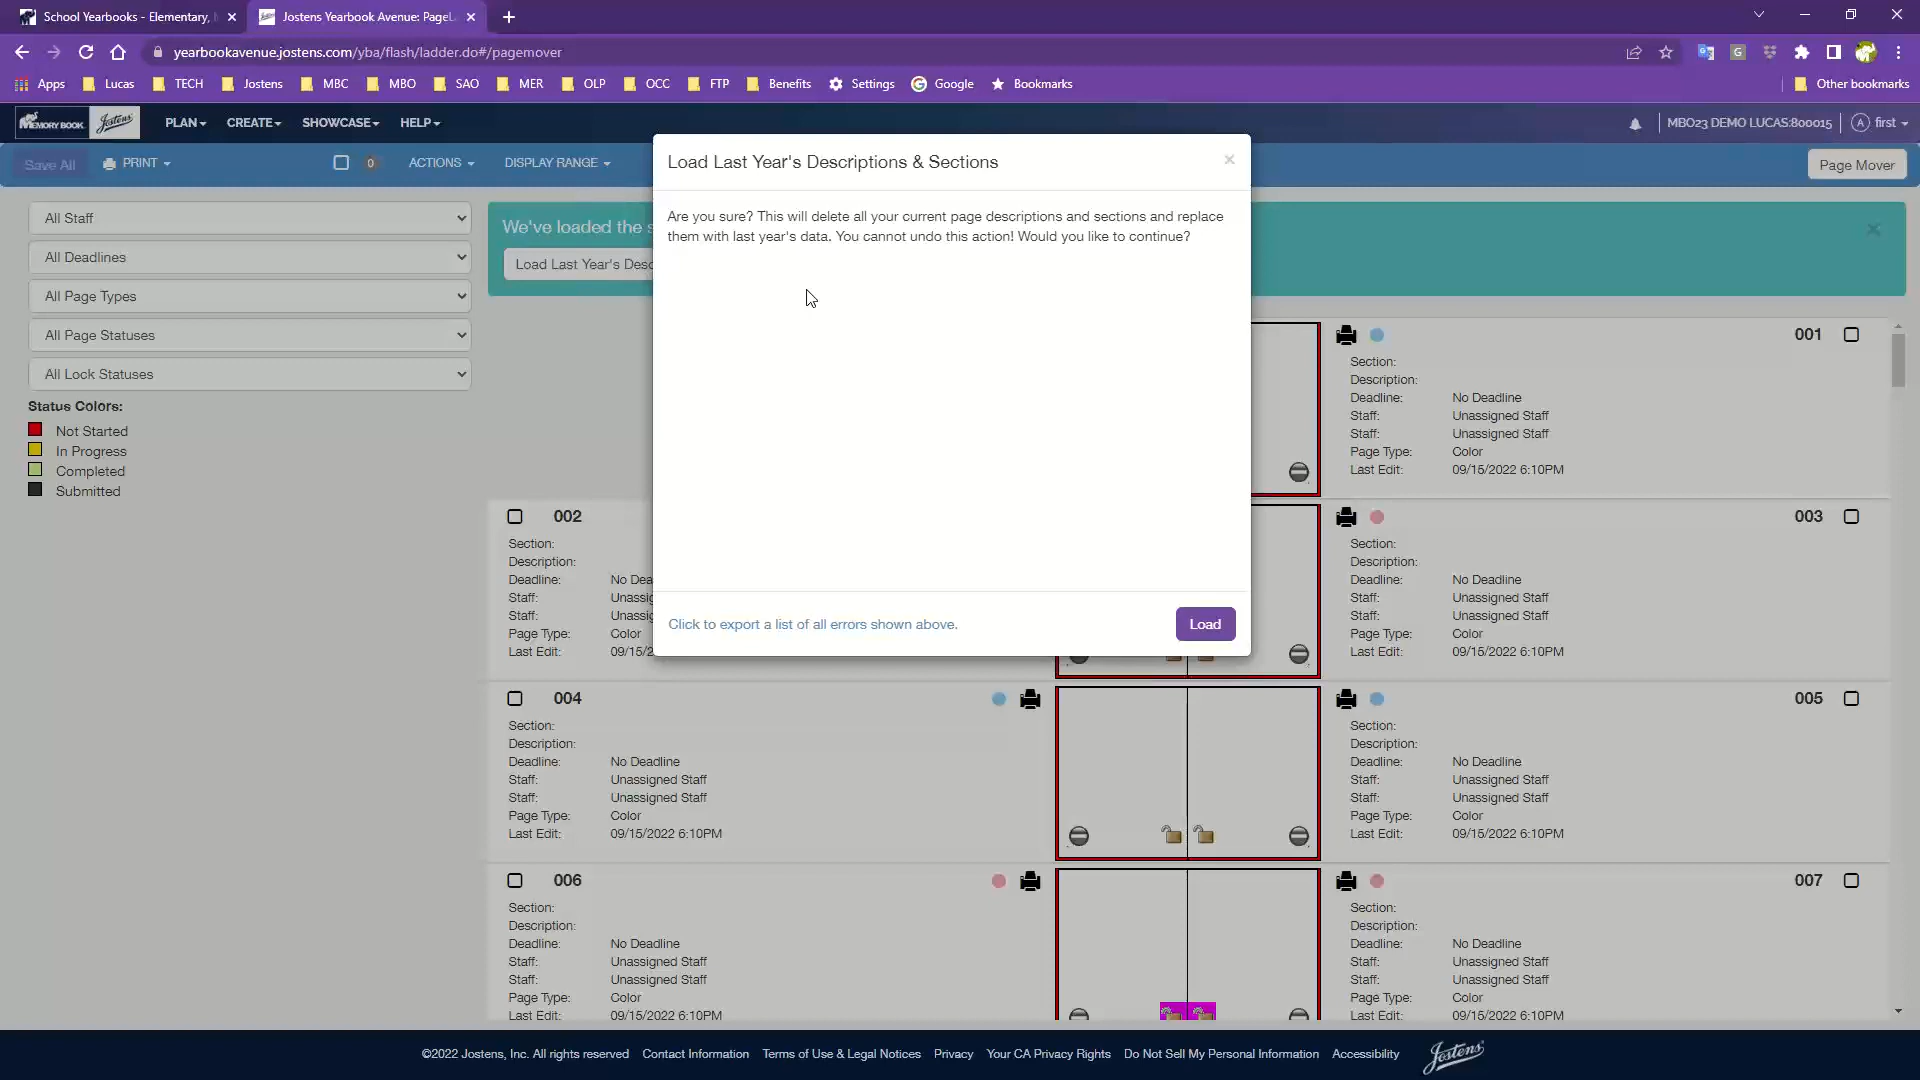 School Yearbooks - Elementary,
Jostens Yearbook Avenue: PageL
yearbookavenue.jostens.com/yba/flash/ladder.do#/pagemover
Apps Lucas TECH Jostens MBC MBO SAO MER OLP OCC FTP Benefits Settings Google Bookmarks Other bookmarks
MEMORY BOOK Jostens PLAN CREATE SHOWCASE HELP MBO23 DEMO LUCAS:800015 A first
Save All PRINT 0 ACTIONS DISPLAY RANGE Page Mover
Load Last Year's Descriptions & Sections ×
Are you sure? This will delete all your current page descriptions and sections and replace
them with last year's data. You cannot undo this action! Would you like to continue?
Click to export a list of all errors shown above. Load
All Staff
All Deadlines
All Page Types
All Page Statuses
All Lock Statuses
Status Colors:
Not Started
In Progress
Completed
Submitted
We've loaded the s
Load Last Year's Desc
001
Section:
Description:
Deadline: No Deadline
Staff: Unassigned Staff
Staff: Unassigned Staff
Page Type: Color
Last Edit: 09/15/2022 6:10PM
002
Section:
Description:
Deadline: No Dea
Staff: Unassig
Staff: Unassig
Page Type: Color
Last Edit: 09/15/2
003
Section:
Description:
Deadline: No Deadline
Staff: Unassigned Staff
Staff: Unassigned Staff
Page Type: Color
Last Edit: 09/15/2022 6:10PM
004
Section:
Description:
Deadline: No Deadline
Staff: Unassigned Staff
Staff: Unassigned Staff
Page Type: Color
Last Edit: 09/15/2022 6:10PM
005
Section:
Description:
Deadline: No Deadline
Staff: Unassigned Staff
Staff: Unassigned Staff
Page Type: Color
Last Edit: 09/15/2022 6:10PM
006
Section:
Description:
Deadline: No Deadline
Staff: Unassigned Staff
Staff: Unassigned Staff
Page Type: Color
Last Edit: 09/15/2022 6:10PM
007
Section:
Description:
Deadline: No Deadline
Staff: Unassigned Staff
Staff: Unassigned Staff
Page Type: Color
Last Edit: 09/15/2022 6:10PM
©2022 Jostens, Inc. All rights reserved Contact Information Terms of Use & Legal Notices Privacy Your CA Privacy Rights Do Not Sell My Personal Information Accessibility Jostens